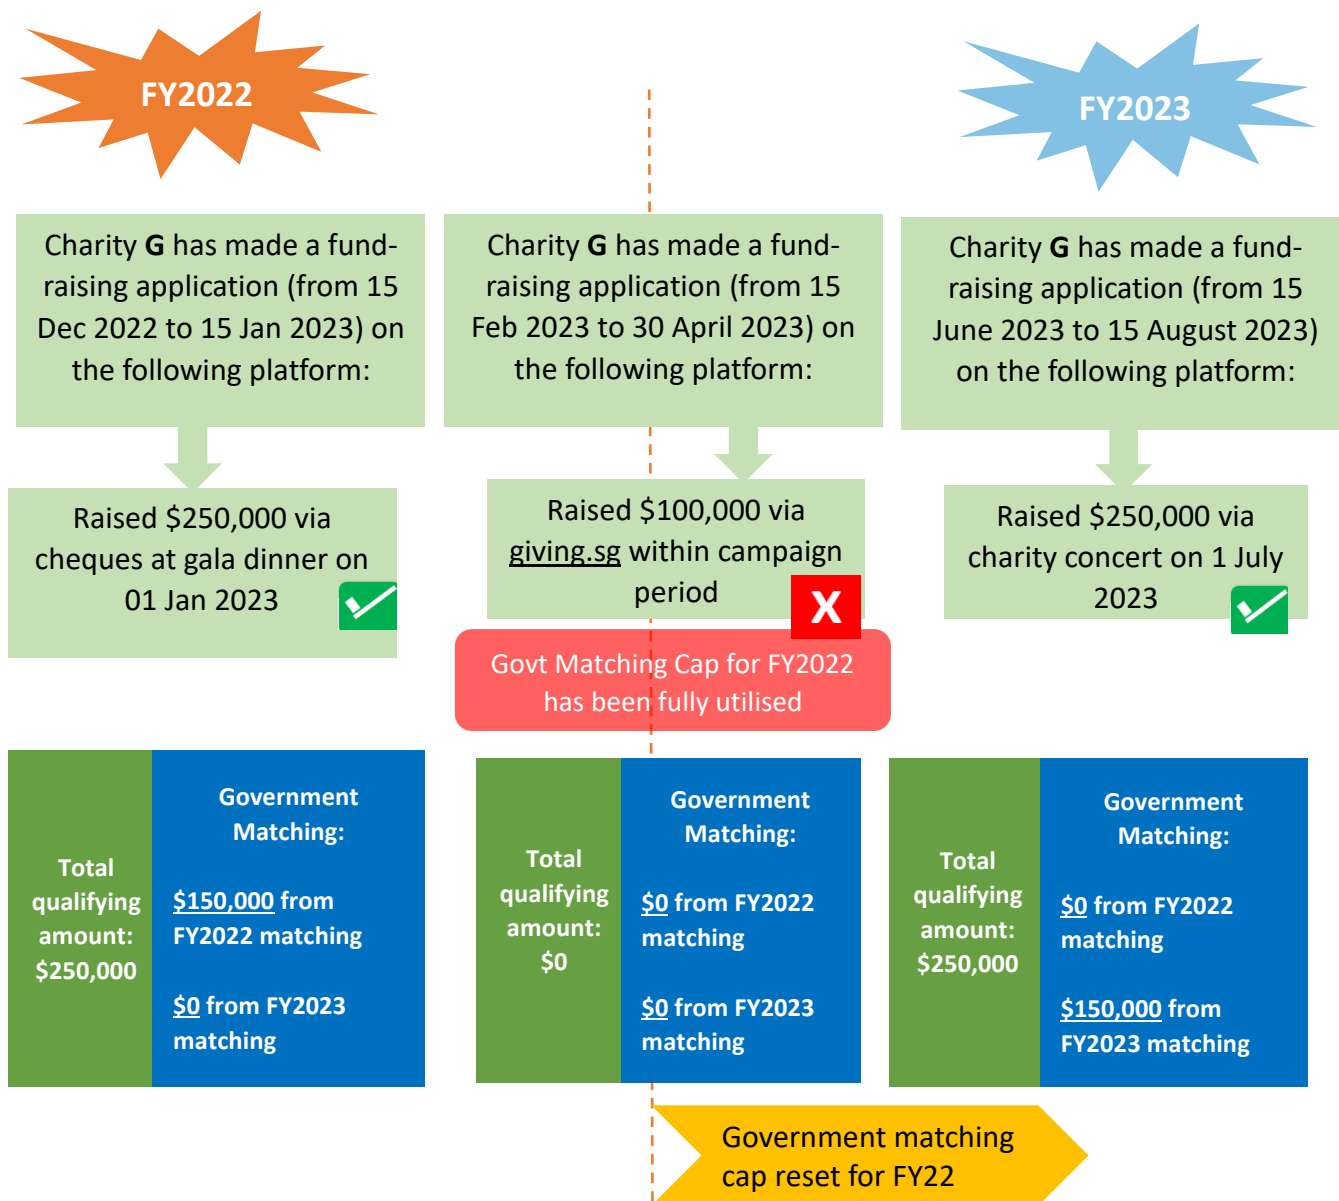 FY2022
FY2023
Charity G has made a fund-
raising application (from 15
Dec 2022 to 15 Jan 2023) on
the following platform:
Charity G has made a fund-
raising application (from 15
Feb 2023 to 30 April 2023) on
the following platform:
Charity G has made a fund-
raising application (from 15
June 2023 to 15 August 2023)
on the following platform:
Raised $250,000 via
cheques at gala dinner on
01 Jan 2023
Raised $100,000 via
giving.sg within campaign
period
X
Raised $250,000 via
charity concert on 1 July
2023
Govt Matching Cap for FY2022
has been fully utilised
Total
qualifying
amount:
$250,000
Government
Matching:
$150,000 from
FY2022 matching
$0 from FY2023
matching
Total
qualifying
amount:
$0
Government
Matching:
$0 from FY2022
matching
$0 from FY2023
matching
Total
qualifying
amount:
$250,000
Government
Matching:
$0 from FY2022
matching
$150,000 from
FY2023 matching
Government matching
cap reset for FY22